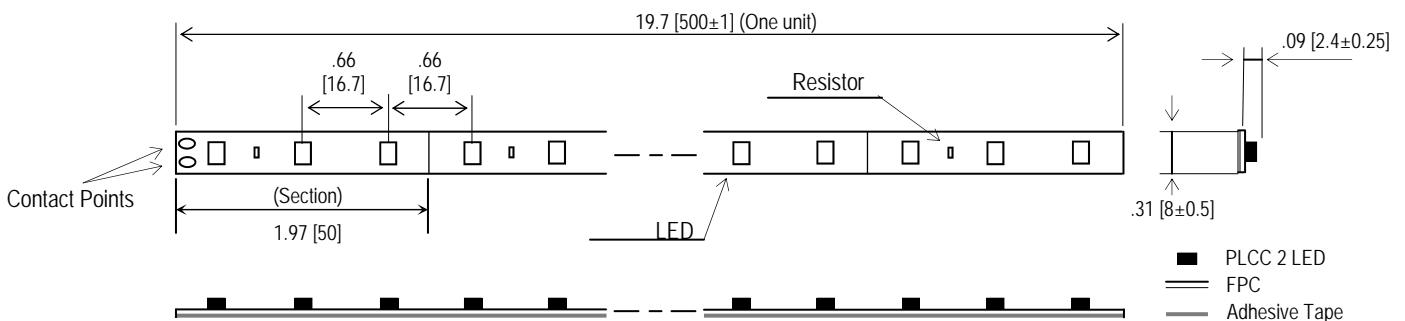 19.7 [500±1] (One unit)
.09 [2.4±0.25]
.66
[16.7]
.66
[16.7]
Resistor
Contact Points
(Section)
1.97 [50]
LED
.31 [8±0.5]
PLCC 2 LED
FPC
Adhesive Tape